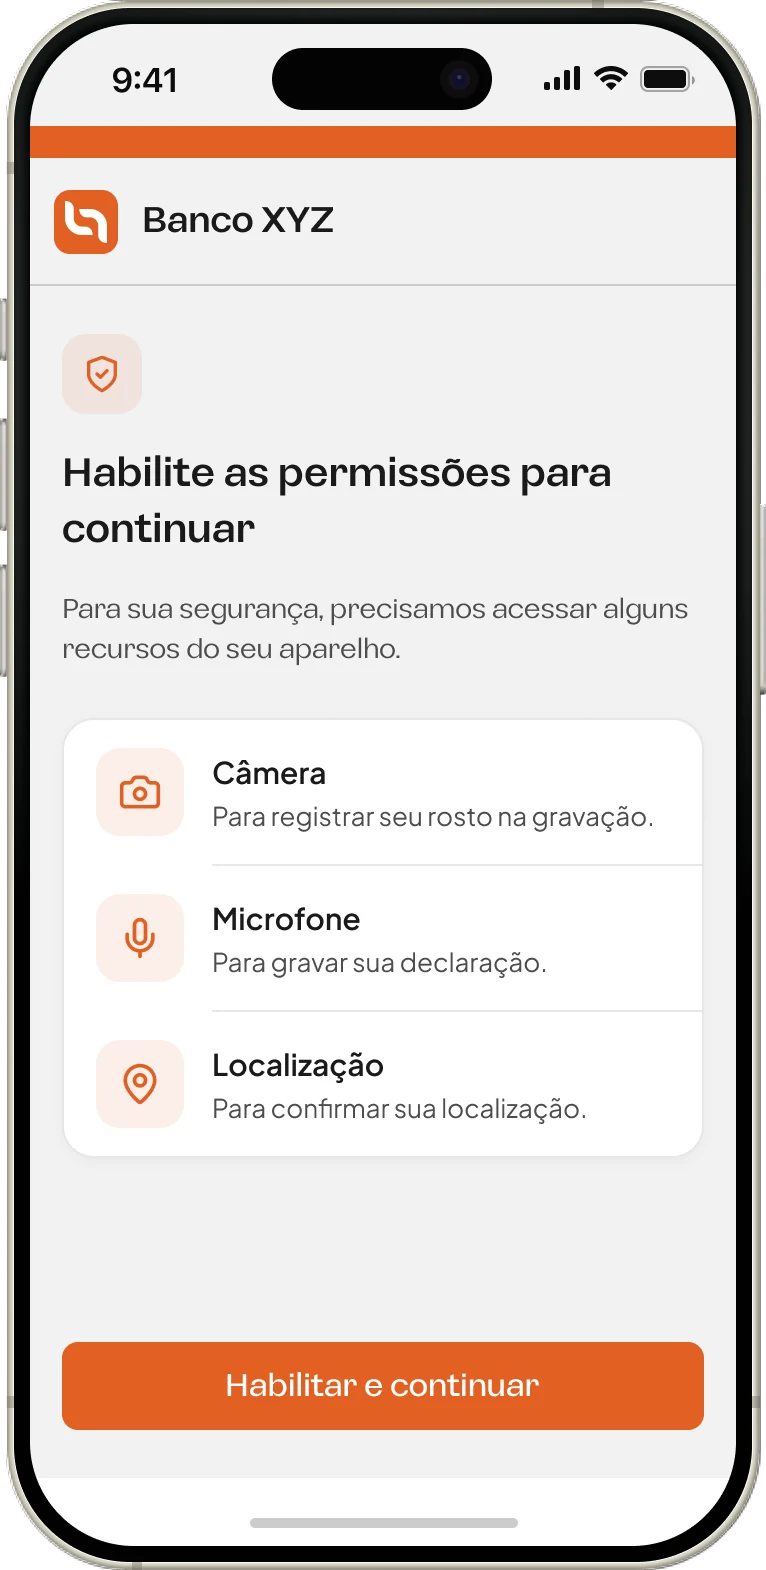 9:41
Banco XYZ
Habilite as permissões para
continuar
Para sua segurança, precisamos acessar alguns
recursos do seu aparelho.
Câmera
Para registrar seu rosto na gravação.
Microfone
Para gravar sua declaração.
Localização
Para confirmar sua localização.
Habilitar e continuar